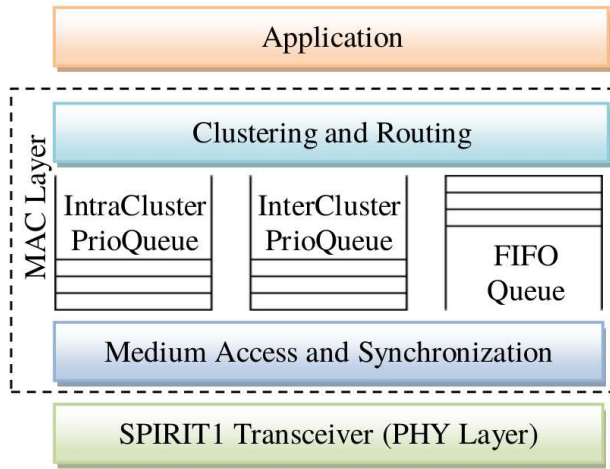 Application
MAC Layer
Clustering and Routing
IntraCluster
PrioQueue
InterCluster
PrioQueue
FIFO
Queue
Medium Access and Synchronization
SPIRIT1 Transceiver (PHY Layer)